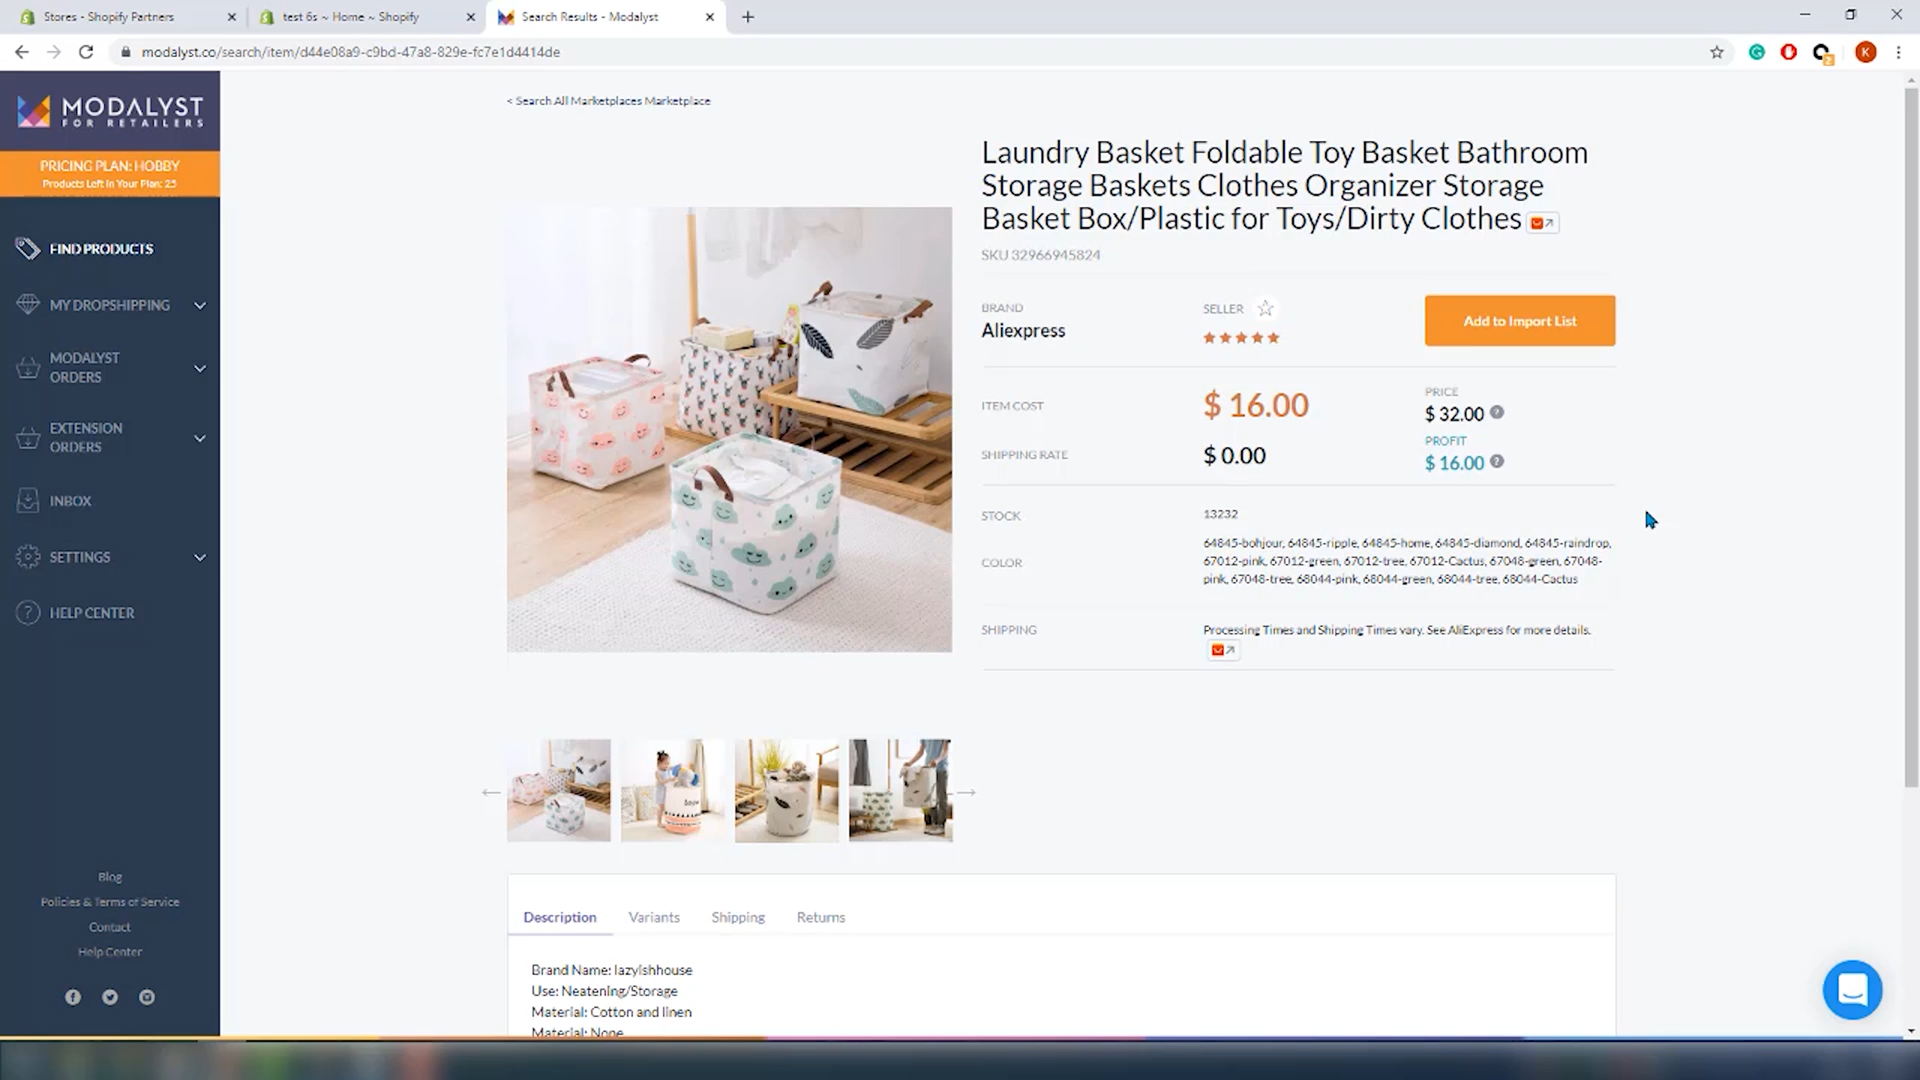 Stores - Shopify Partners
test 6s ~ Home ~ Shopify
Search Results - Modalyst
modalyst.co/search/item/d44e08a9-c9bd-47a8-829e-fc7e1d4414de
K
2
MODALYST
FOR RETAILERS
PRICING PLAN: HOBBY
Products Left in Your Plan: 25
FIND PRODUCTS
MY DROPSHIPPING
MODALYST
ORDERS
EXTENSION
ORDERS
INBOX
SETTINGS
HELP CENTER
Blog
Policies & Terms of Service
Contact
Help Center
< Search All Marketplaces Marketplace
Laundry Basket Foldable Toy Basket Bathroom
Storage Baskets Clothes Organizer Storage
Basket Box/Plastic for Toys/Dirty Clothes
SKU 32966945824
BRAND
Aliexpress
SELLER
Add to Import List
ITEM COST
$ 16.00
PRICE
$ 32.00
SHIPPING RATE
$ 0.00
PROFIT
$ 16.00
STOCK
13232
COLOR
64845-bohjour, 64845-ripple, 64845-home, 64845-diamond, 64845-raindrop,
67012-pink, 67012-green, 67012-tree, 67012-Cactus, 67048-green, 67048-
pink, 67048-tree, 68044-pink, 68044-green, 68044-tree, 68044-Cactus
SHIPPING
Processing Times and Shipping Times vary. See AliExpress for more details.
Description
Variants
Shipping
Returns
Brand Name: lazyishhouse
Use: Neatening/Storage
Material: Cotton and linen
Material: None